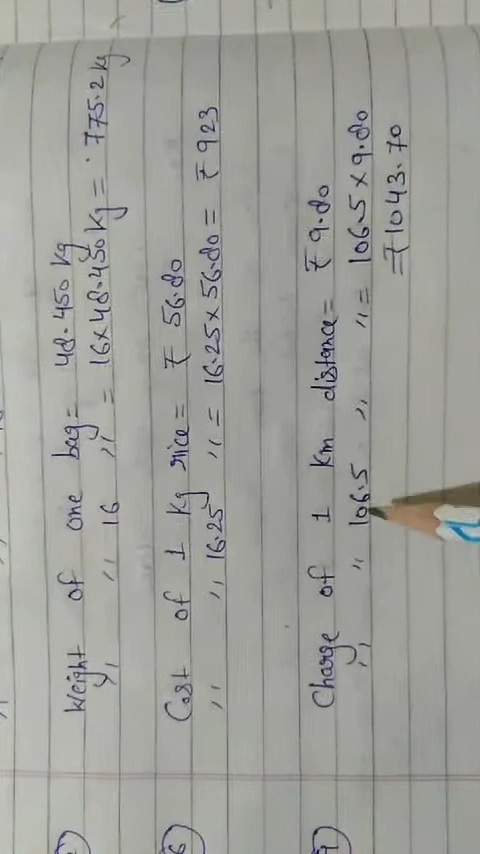 Weight of one bag = 48.450 kg
,, ,, 16 ,, = 16×48.450 kg = 775.2 kg
6 Cost of 1 kg rice = ₹ 56.80
,, ,, 16.25 ,, = 16.25×56.80 = ₹ 923
Charge of 1 km distance = ₹ 9.80
,, ,, 106.5 ,, ,, = 106.5×9.80
= ₹1043.70